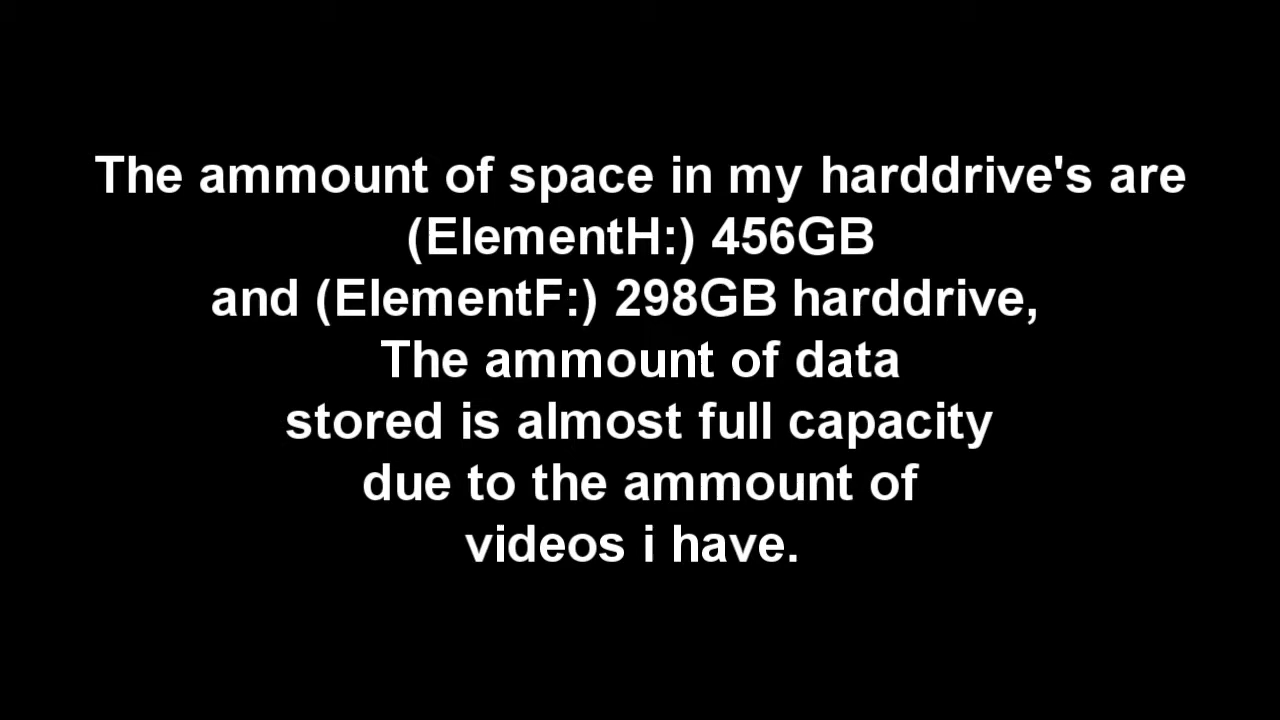 The ammount of space in my harddrive's are
(ElementH:) 456GB
and (ElementF:) 298GB harddrive,
The ammount of data
stored is almost full capacity
due to the ammount of
videos i have.